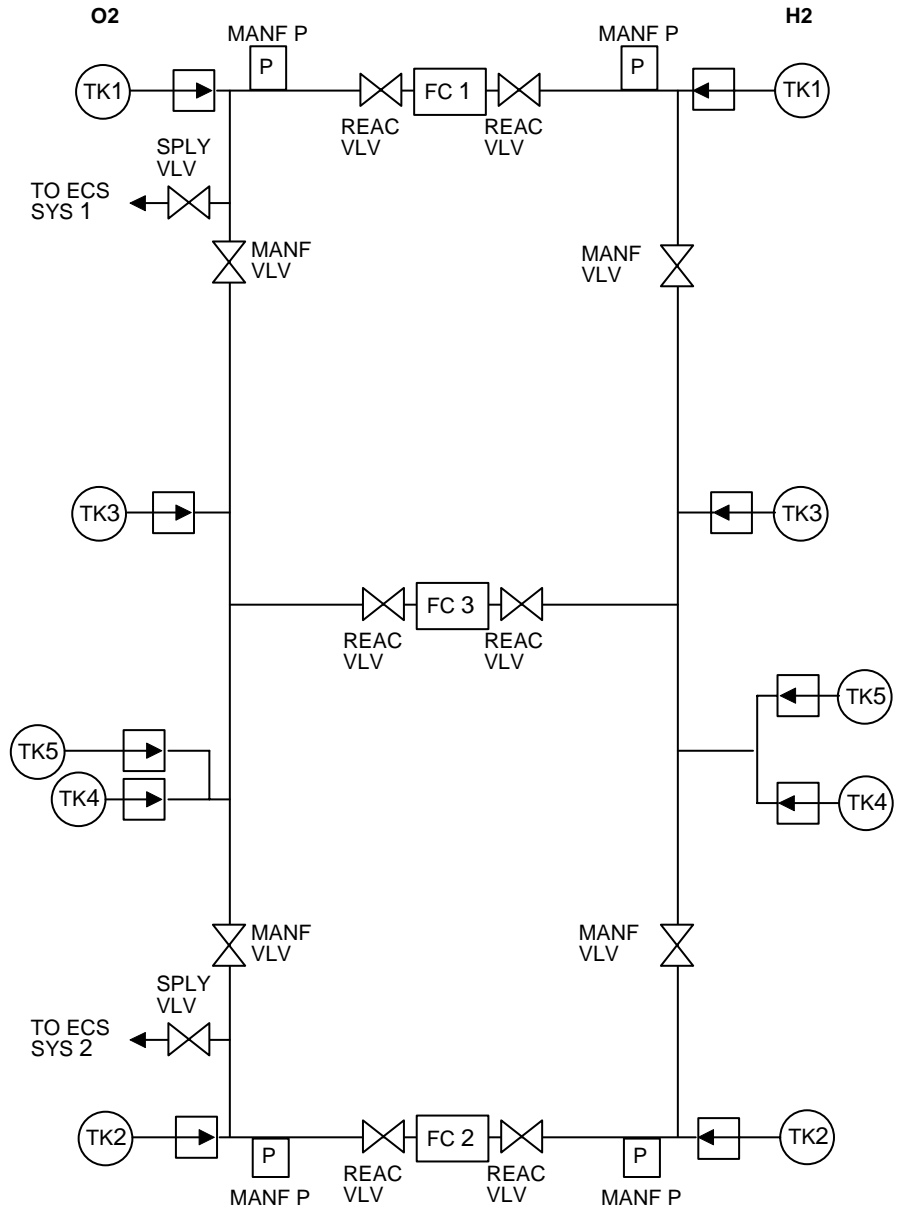 O2
H2
MANF P
MANF P
P
P
TK1
FC 1
TK1
REAC
VLV
REAC
VLV
SPLY
VLV
TO ECS
SYS 1
MANF
VLV
MANF
VLV
TK3
TK3
FC 3
REAC
VLV
REAC
VLV
TK5
TK5
TK4
TK4
MANF
VLV
MANF
VLV
SPLY
VLV
TO ECS
SYS 2
TK2
FC 2
TK2
P
P
REAC
VLV
REAC
VLV
MANF P
MANF P